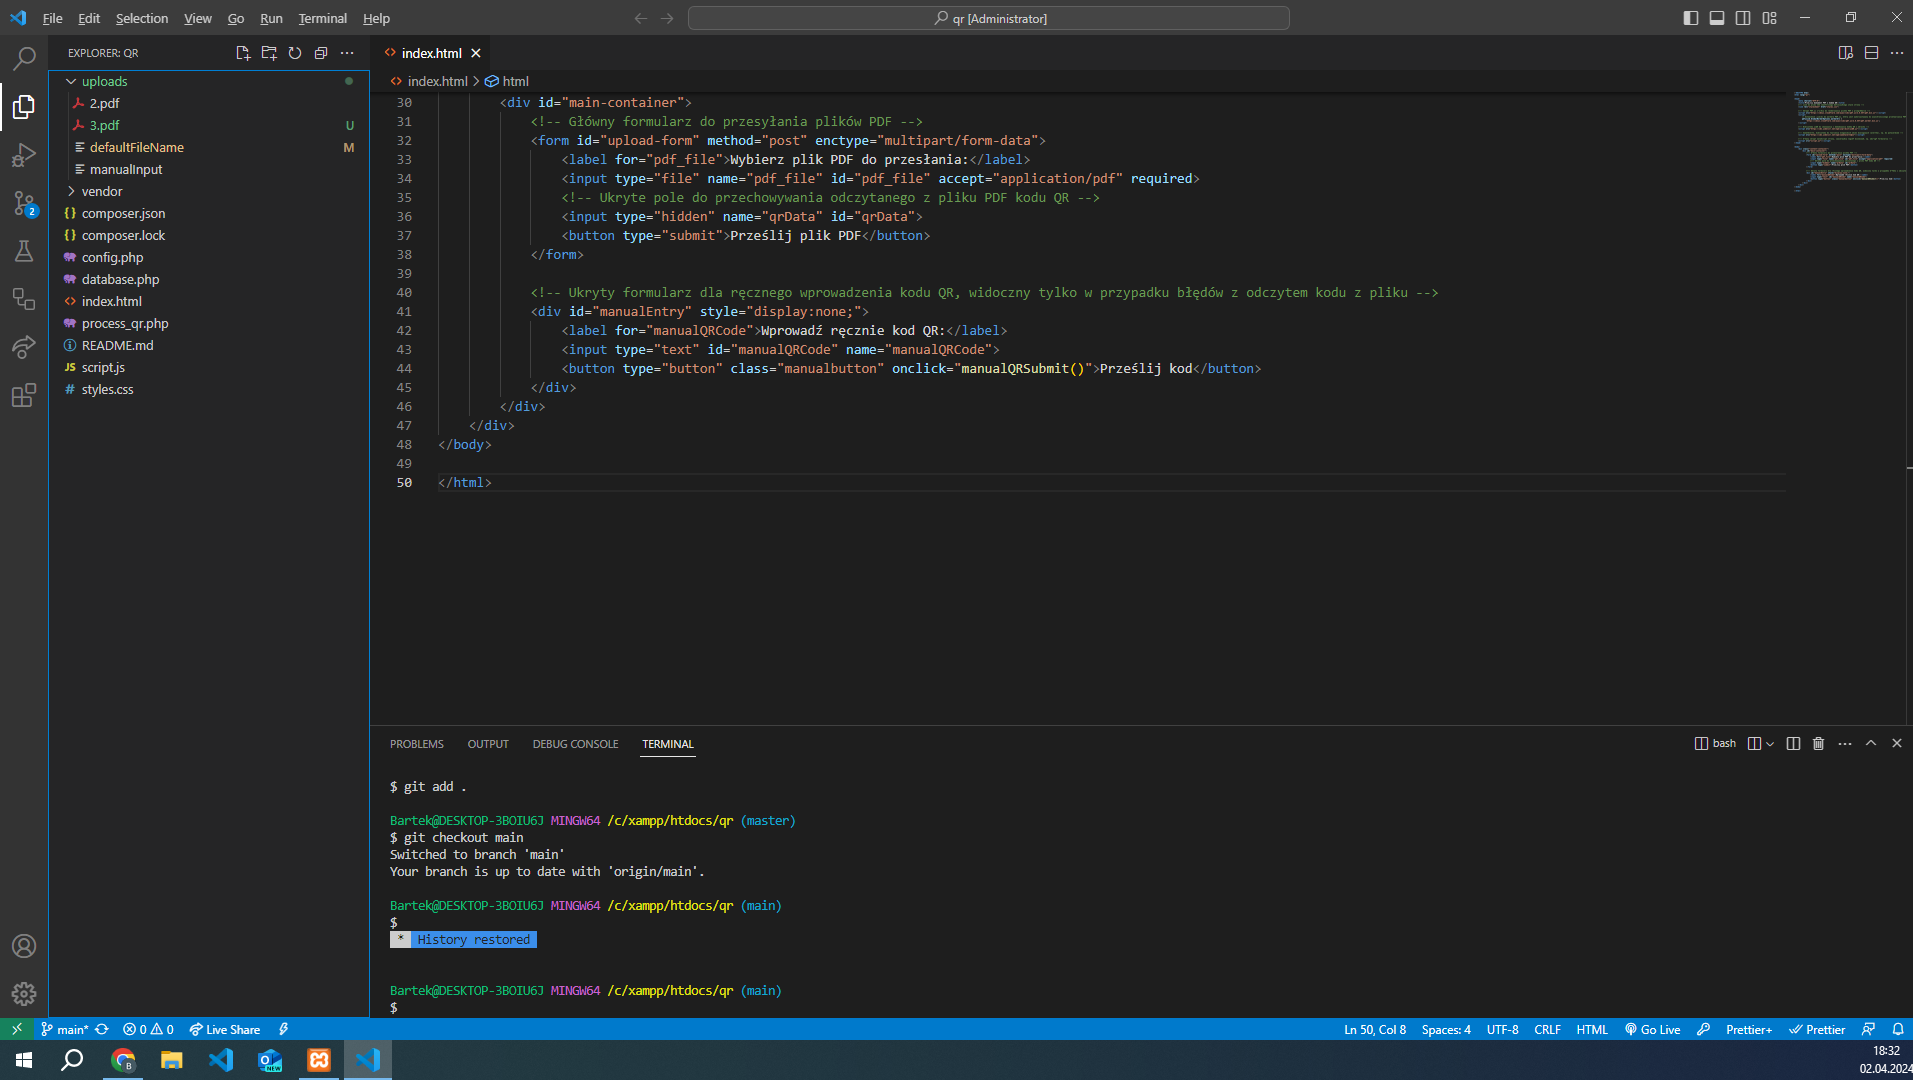 File Edit Selection View Go Run Terminal Help
qr [Administrator]
EXPLORER: QR
uploads
2.pdf
3.pdf U
defaultFileName M
manualInput
vendor
composer.json
composer.lock
config.php
database.php
index.html
process_qr.php
README.md
JS script.js
# styles.css
2
index.html
index.html > html
30 <div id="main-container">
31 <!-- Główny formularz do przesyłania plików PDF -->
32 <form id="upload-form" method="post" enctype="multipart/form-data">
33 <label for="pdf_file">Wybierz plik PDF do przesłania:</label>
34 <input type="file" name="pdf_file" id="pdf_file" accept="application/pdf" required>
35 <!-- Ukryte pole do przechowywania odczytanego z pliku PDF kodu QR -->
36 <input type="hidden" name="qrData" id="qrData">
37 <button type="submit">Prześlij plik PDF</button>
38 </form>
39
40 <!-- Ukryty formularz dla ręcznego wprowadzenia kodu QR, widoczny tylko w przypadku błędów z odczytem kodu z pliku -->
41 <div id="manualEntry" style="display:none;">
42 <label for="manualQRCode">Wprowadź ręcznie kod QR:</label>
43 <input type="text" id="manualQRCode" name="manualQRCode">
44 <button type="button" class="manualbutton" onclick="manualQRSubmit()">Prześlij kod</button>
45 </div>
46 </div>
47 </div>
48 </body>
49
50 </html>
PROBLEMS OUTPUT DEBUG CONSOLE TERMINAL
bash
$ git add .
Bartek@DESKTOP-3BOIU6J MINGW64 /c/xampp/htdocs/qr (master)
$ git checkout main
Switched to branch 'main'
Your branch is up to date with 'origin/main'.
Bartek@DESKTOP-3BOIU6J MINGW64 /c/xampp/htdocs/qr (main)
$
* History restored
Bartek@DESKTOP-3BOIU6J MINGW64 /c/xampp/htdocs/qr (main)
$
main* 0 0 Live Share
Ln 50, Col 8 Spaces: 4 UTF-8 CRLF HTML Go Live Prettier+ Prettier
B
NEW
18:32
02.04.2024